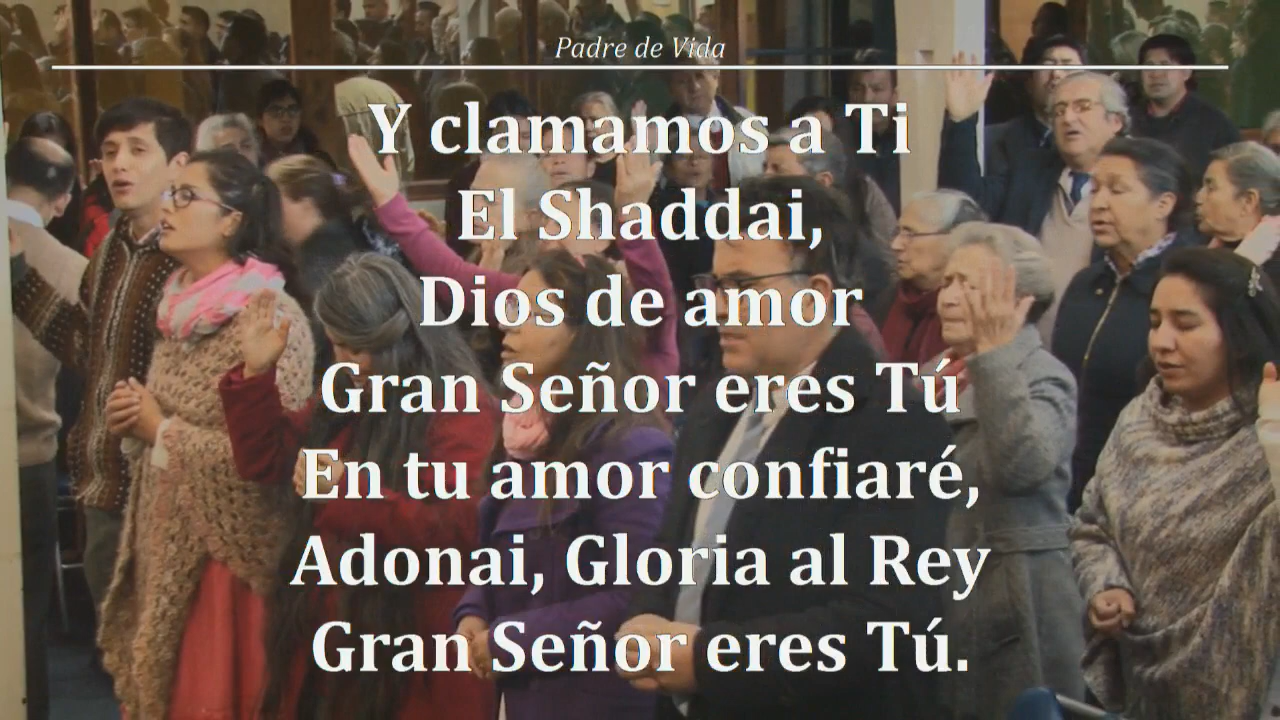 Padre de Vida
Y clamamos a Ti
El Shaddai,
Dios de amor
Gran Señor eres Tú
En tu amor confiaré,
Adonai, Gloria al Rey
Gran Señor eres Tú.